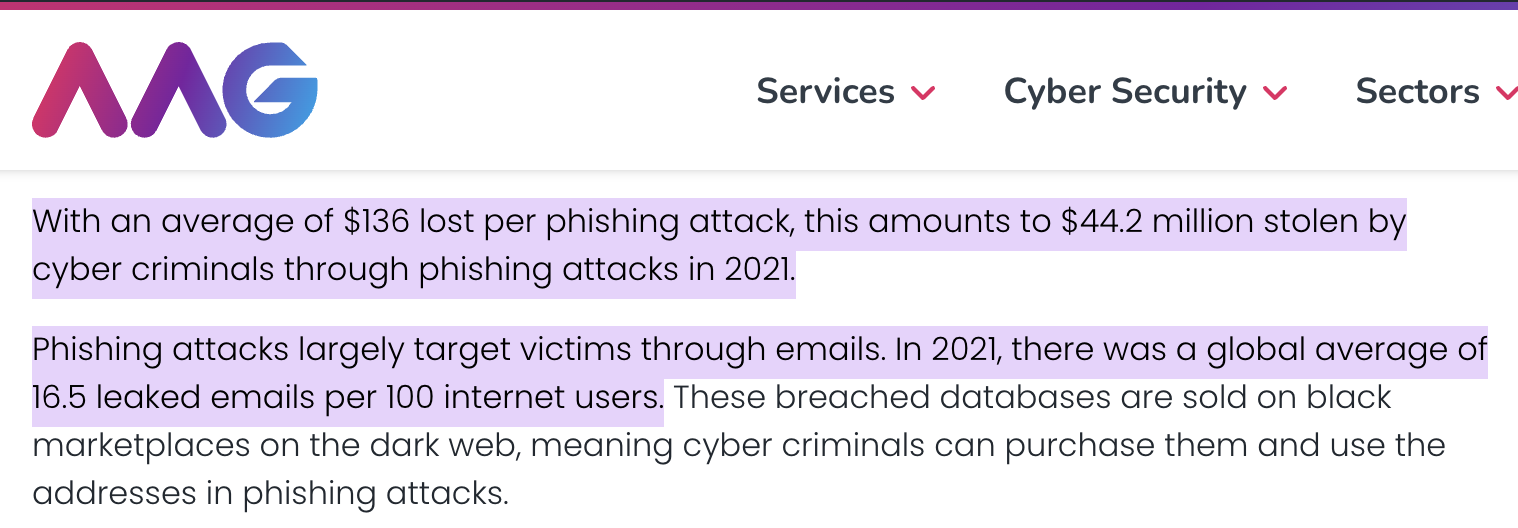 AAG
Services
Cyber Security
Sectors
With an average of $136 lost per phishing attack, this amounts to $44.2 million stolen by
cyber criminals through phishing attacks in 2021.
Phishing attacks largely target victims through emails. In 2021, there was a global average of
16.5 leaked emails per 100 internet users. These breached databases are sold on black
marketplaces on the dark web, meaning cyber criminals can purchase them and use the
addresses in phishing attacks.